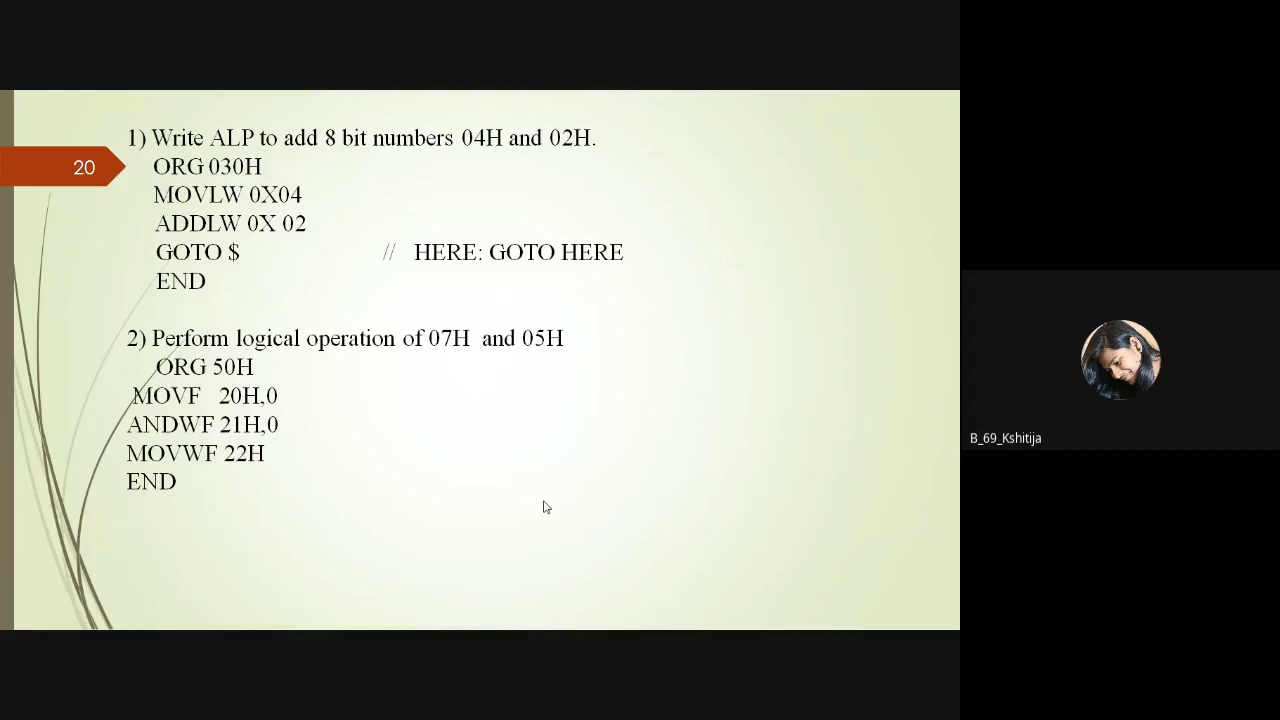 1) Write ALP to add 8 bit numbers 04H and 02H.
20
ORG 030H
MOVLW 0X04
ADDLW 0X 02
GOTO $ // HERE: GOTO HERE
END
2) Perform logical operation of 07H and 05H
ORG 50H
MOVF 20H,0
ANDWF 21H,0
MOVWF 22H
END
B_69_Kshitija